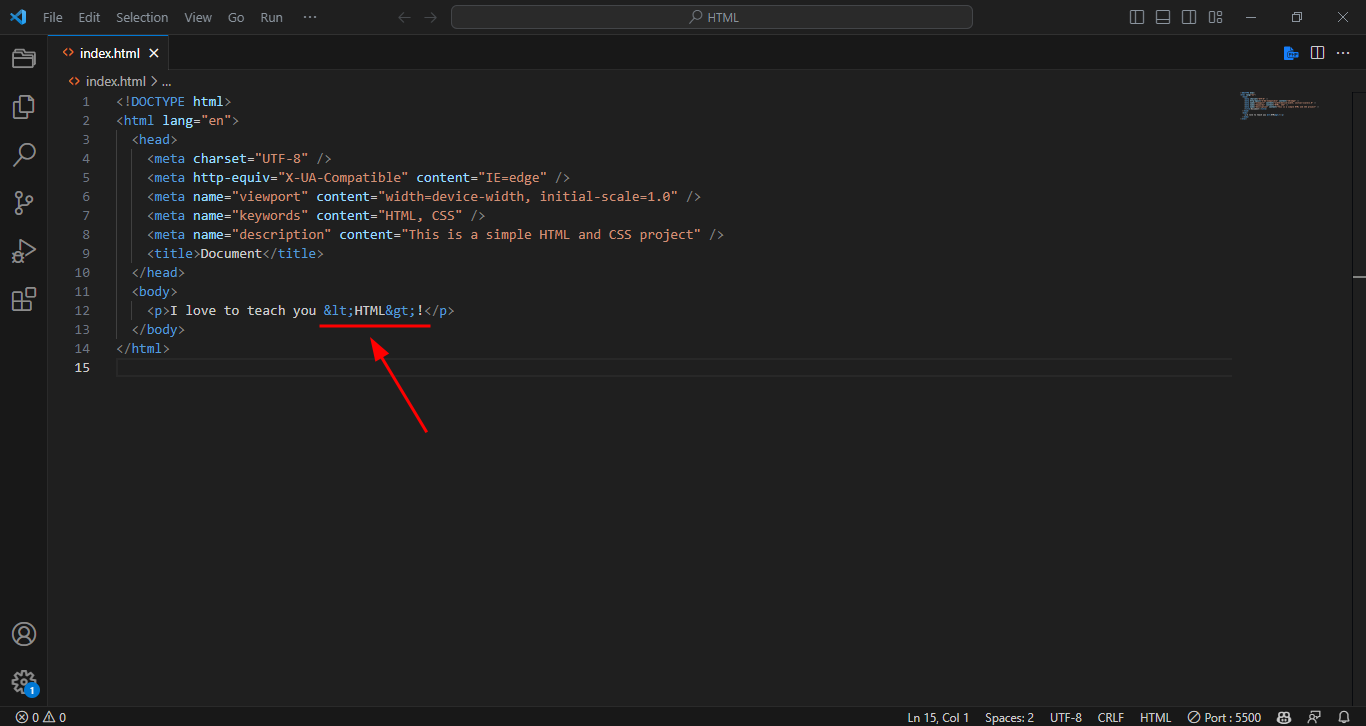 File Edit Selection View Go Run ···
HTML
index.html
index.html > ...
1 <!DOCTYPE html>
2 <html lang="en">
3 <head>
4 <meta charset="UTF-8" />
5 <meta http-equiv="X-UA-Compatible" content="IE=edge" />
6 <meta name="viewport" content="width=device-width, initial-scale=1.0" />
7 <meta name="keywords" content="HTML, CSS" />
8 <meta name="description" content="This is a simple HTML and CSS project" />
9 <title>Document</title>
10 </head>
11 <body>
12 <p>I love to teach you &lt;HTML&gt;!</p>
13 </body>
14 </html>
15
1
0 0 Ln 15, Col 1 Spaces: 2 UTF-8 CRLF HTML Port : 5500